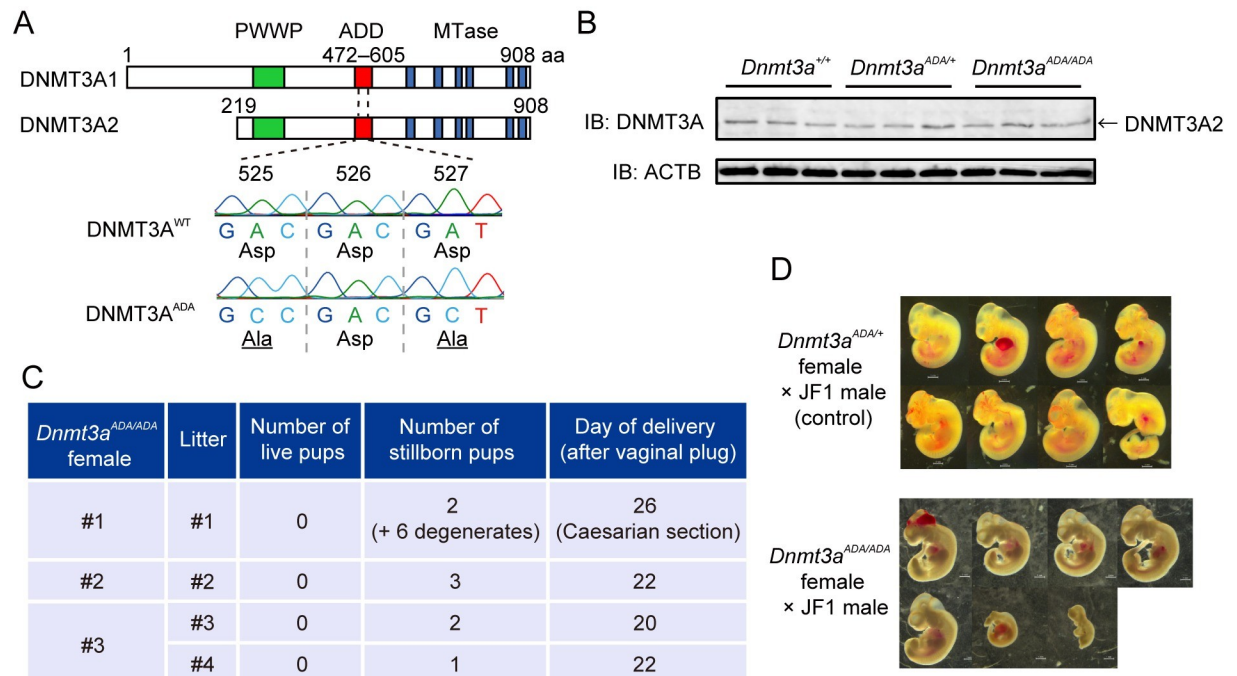 A
PWWP ADD MTase
1 472–605 908 aa
DNMT3A1
219 908
DNMT3A2
525 526 527
DNMT3A^WT
G A C G A C G A T
Asp Asp Asp
DNMT3A^ADA
G C C G A C G C T
Ala Asp Ala
B
Dnmt3a^+/+ Dnmt3a^ADA/+ Dnmt3a^ADA/ADA
IB: DNMT3A ← DNMT3A2
IB: ACTB
C
Dnmt3a^ADA/ADA female Litter Number of live pups Number of stillborn pups Day of delivery (after vaginal plug)
#1 #1 0 2 (+ 6 degenerates) 26 (Caesarian section)
#2 #2 0 3 22
#3 #3 0 2 20
#4 0 1 22
D
Dnmt3a^ADA/+
female
× JF1 male
(control)
Dnmt3a^ADA/ADA
female
× JF1 male